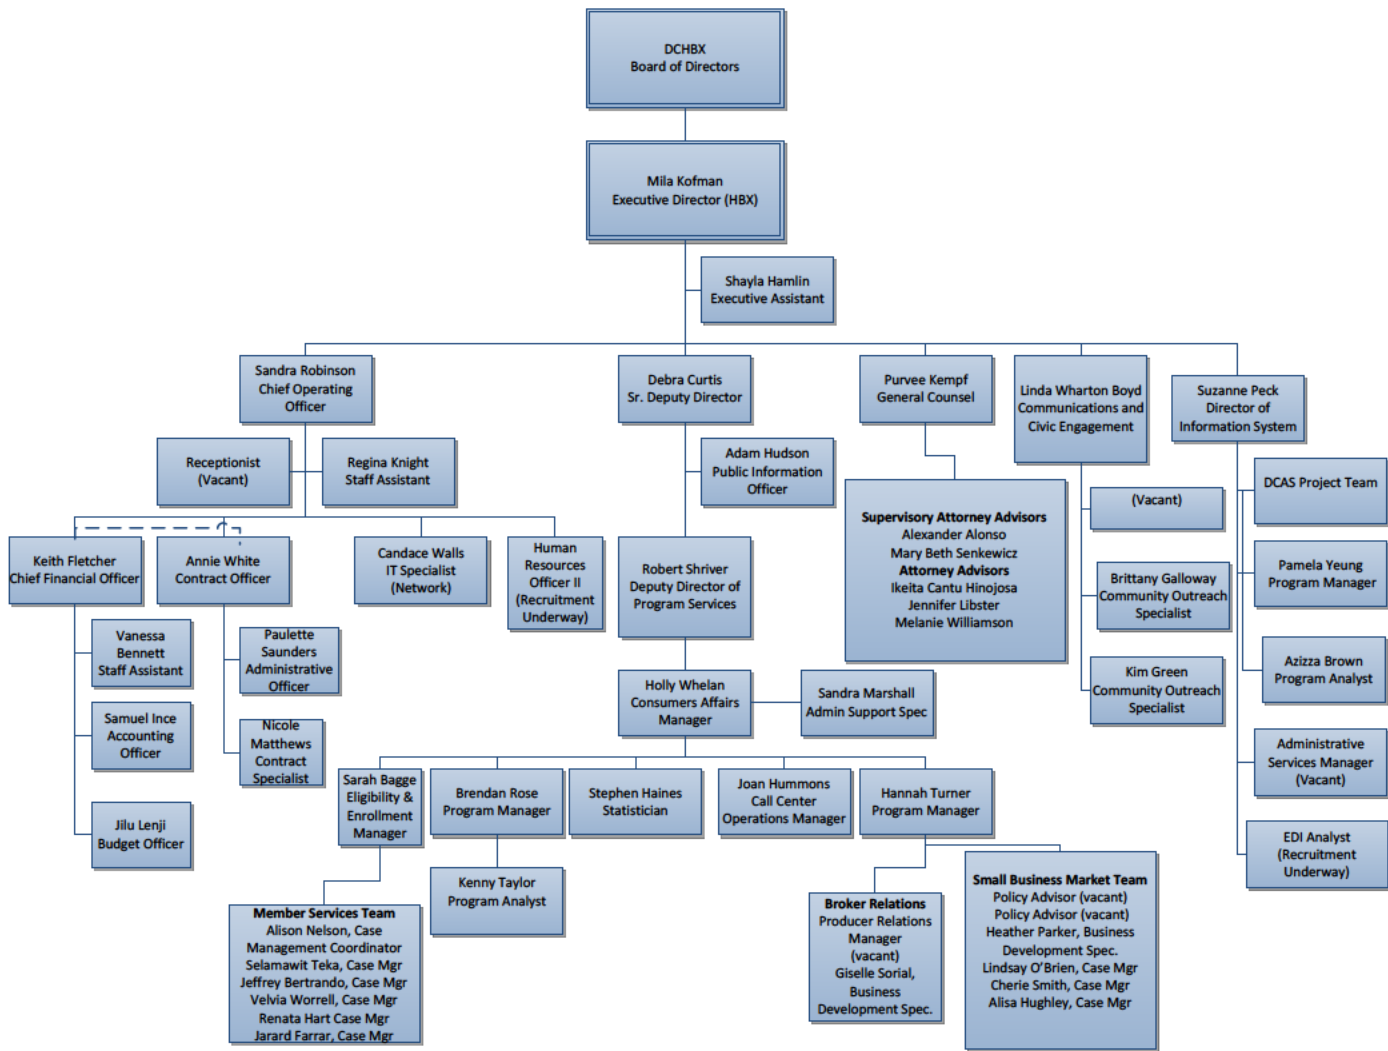 DCHBX
Board of Directors
Mila Kofman
Executive Director (HBX)
Shayla Hamlin
Executive Assistant
Sandra Robinson
Chief Operating
Officer
Debra Curtis
Sr. Deputy Director
Purvee Kempf
General Counsel
Linda Wharton Boyd
Communications and
Civic Engagement
Suzanne Peck
Director of
Information System
Receptionist
(Vacant)
Regina Knight
Staff Assistant
Adam Hudson
Public Information
Officer
DCAS Project Team
(Vacant)
Supervisory Attorney Advisors
Alexander Alonso
Mary Beth Senkewicz
Attorney Advisors
Ikeita Cantu Hinojosa
Jennifer Libster
Melanie Williamson
Keith Fletcher
Chief Financial Officer
Annie White
Contract Officer
Candace Walls
IT Specialist
(Network)
Human
Resources
Officer II
(Recruitment
Underway)
Robert Shriver
Deputy Director of
Program Services
Brittany Galloway
Community Outreach
Specialist
Pamela Yeung
Program Manager
Vanessa
Bennett
Staff Assistant
Paulette
Saunders
Administrative
Officer
Holly Whelan
Consumers Affairs
Manager
Sandra Marshall
Admin Support Spec
Kim Green
Community Outreach
Specialist
Azizza Brown
Program Analyst
Samuel Ince
Accounting
Officer
Nicole
Matthews
Contract
Specialist
Administrative
Services Manager
(Vacant)
Jilu Lenji
Budget Officer
Sarah Bagge
Eligibility &
Enrollment
Manager
Brendan Rose
Program Manager
Stephen Haines
Statistician
Joan Hummons
Call Center
Operations Manager
Hannah Turner
Program Manager
EDI Analyst
(Recruitment
Underway)
Kenny Taylor
Program Analyst
Member Services Team
Alison Nelson, Case
Management Coordinator
Selamawit Teka, Case Mgr
Jeffrey Bertrando, Case Mgr
Velvia Worrell, Case Mgr
Renata Hart Case Mgr
Jarard Farrar, Case Mgr
Broker Relations
Producer Relations
Manager
(vacant)
Giselle Sorial,
Business
Development Spec.
Small Business Market Team
Policy Advisor (vacant)
Policy Advisor (vacant)
Heather Parker, Business
Development Spec.
Lindsay O'Brien, Case Mgr
Cherie Smith, Case Mgr
Alisa Hughley, Case Mgr